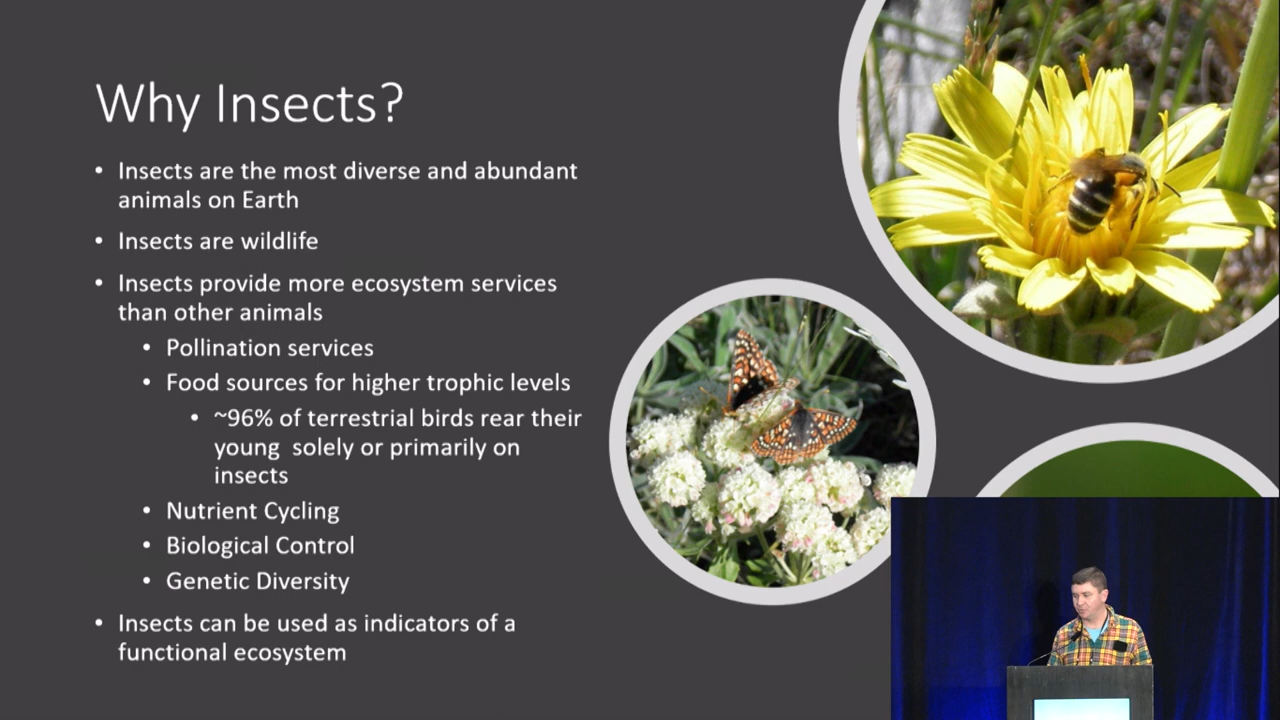 Why Insects?
• Insects are the most diverse and abundant
animals on Earth
• Insects are wildlife
• Insects provide more ecosystem services
than other animals
• Pollination services
• Food sources for higher trophic levels
• ~96% of terrestrial birds rear their
young  solely or primarily on
insects
• Nutrient Cycling
• Biological Control
• Genetic Diversity
• Insects can be used as indicators of a
functional ecosystem